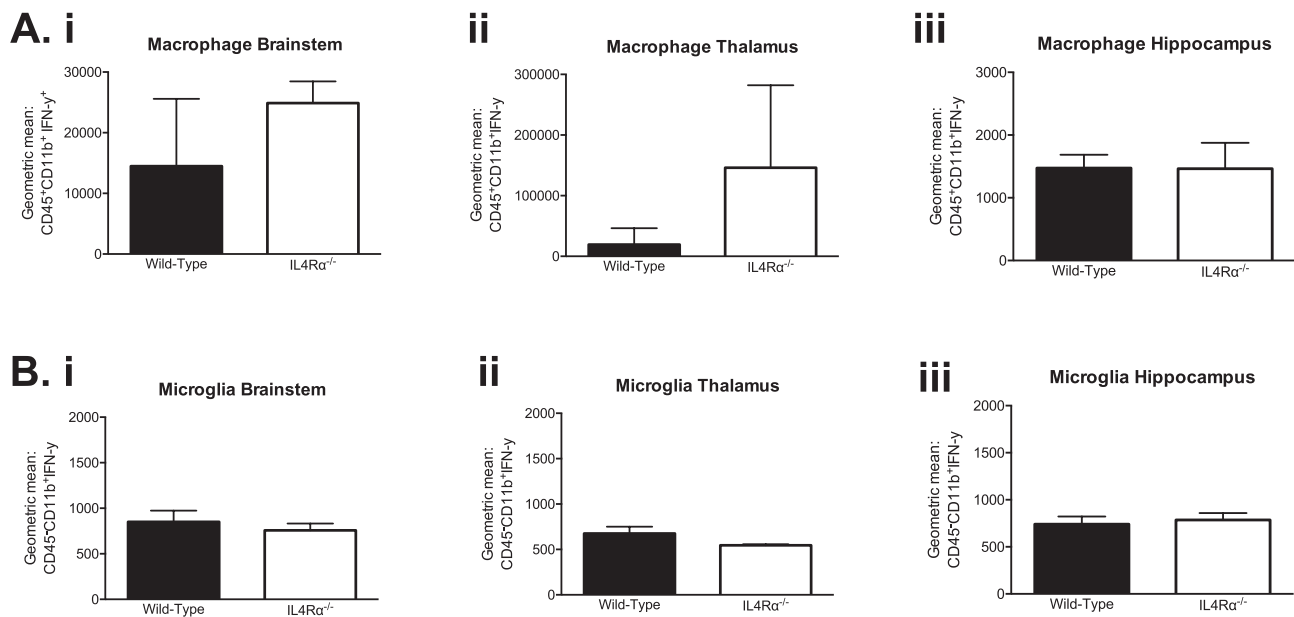 A. i
Macrophage Brainstem
Geometric mean:
CD45⁺CD11b⁺ IFN-y⁺
30000
20000
10000
0
Wild-Type
IL4Rα⁻/⁻
ii
Macrophage Thalamus
Geometric mean:
CD45⁺CD11b⁺IFN-y
300000
200000
100000
0
Wild-Type
IL4Rα⁻/⁻
iii
Macrophage Hippocampus
Geometric mean:
CD45⁺CD11b⁺IFN-y
3000
2000
1000
0
Wild-Type
IL4Rα⁻/⁻
B. i
Microglia Brainstem
Geometric mean:
CD45⁻CD11b⁺IFN-y
2000
1500
1000
500
0
Wild-Type
IL4Rα⁻/⁻
ii
Microglia Thalamus
Geometric mean:
CD45⁻CD11b⁺IFN-y
2000
1500
1000
500
0
Wild-Type
IL4Rα⁻/⁻
iii
Microglia Hippocampus
Geometric mean:
CD45⁻CD11b⁺IFN-y
2000
1500
1000
500
0
Wild-Type
IL4Rα⁻/⁻